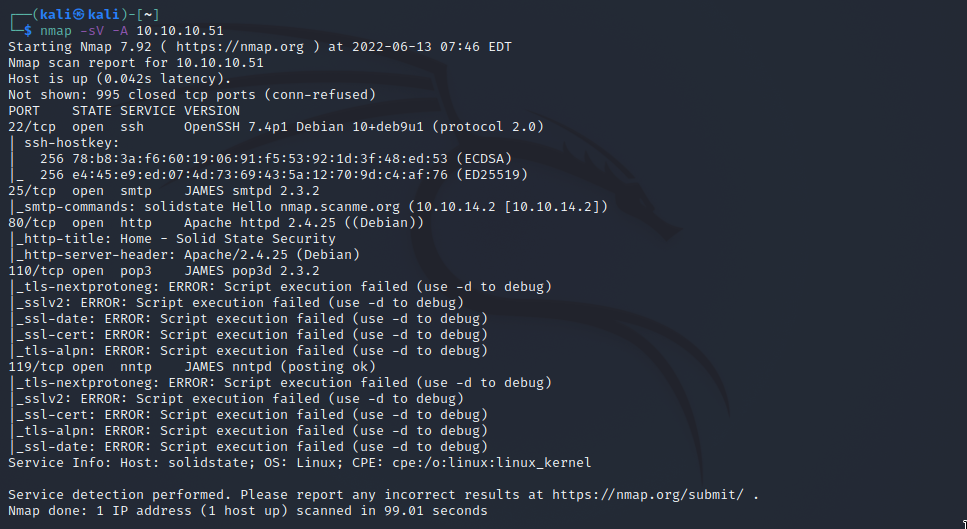 ┌──(kali㉿kali)-[~]
└─$ nmap -sV -A 10.10.10.51
Starting Nmap 7.92 ( https://nmap.org ) at 2022-06-13 07:46 EDT
Nmap scan report for 10.10.10.51
Host is up (0.042s latency).
Not shown: 995 closed tcp ports (conn-refused)
PORT    STATE SERVICE VERSION
22/tcp  open  ssh     OpenSSH 7.4p1 Debian 10+deb9u1 (protocol 2.0)
| ssh-hostkey:
|   256 78:b8:3a:f6:60:19:06:91:f5:53:92:1d:3f:48:ed:53 (ECDSA)
|_  256 e4:45:e9:ed:07:4d:73:69:43:5a:12:70:9d:c4:af:76 (ED25519)
25/tcp  open  smtp    JAMES smtpd 2.3.2
|_smtp-commands: solidstate Hello nmap.scanme.org (10.10.14.2 [10.10.14.2])
80/tcp  open  http    Apache httpd 2.4.25 ((Debian))
|_http-title: Home - Solid State Security
|_http-server-header: Apache/2.4.25 (Debian)
110/tcp open  pop3    JAMES pop3d 2.3.2
|_tls-nextprotoneg: ERROR: Script execution failed (use -d to debug)
|_sslv2: ERROR: Script execution failed (use -d to debug)
|_ssl-date: ERROR: Script execution failed (use -d to debug)
|_ssl-cert: ERROR: Script execution failed (use -d to debug)
|_tls-alpn: ERROR: Script execution failed (use -d to debug)
119/tcp open  nntp    JAMES nntpd (posting ok)
|_tls-nextprotoneg: ERROR: Script execution failed (use -d to debug)
|_sslv2: ERROR: Script execution failed (use -d to debug)
|_ssl-cert: ERROR: Script execution failed (use -d to debug)
|_tls-alpn: ERROR: Script execution failed (use -d to debug)
|_ssl-date: ERROR: Script execution failed (use -d to debug)
Service Info: Host: solidstate; OS: Linux; CPE: cpe:/o:linux:linux_kernel

Service detection performed. Please report any incorrect results at https://nmap.org/submit/ .
Nmap done: 1 IP address (1 host up) scanned in 99.01 seconds